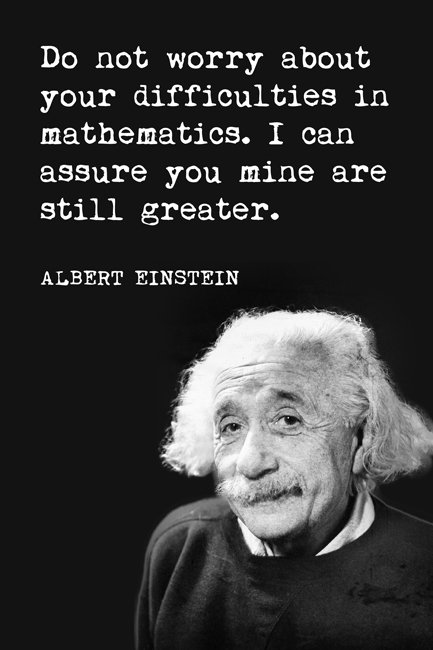 Do not worry about
your difficulties in
mathematics. I can
assure you mine are
still greater.
ALBERT EINSTEIN